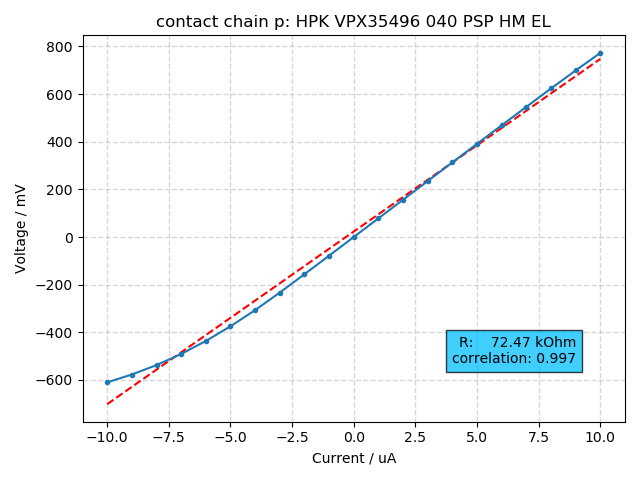 contact chain p: HPK VPX35496 040 PSP HM EL
800
600
400
200
0
−200
−400
−600
Voltage / mV
R: 72.47 kOhm
correlation: 0.997
−10.0 −7.5 −5.0 −2.5 0.0 2.5 5.0 7.5 10.0
Current / uA